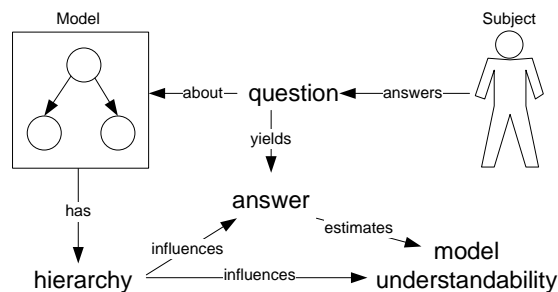 Model
Subject
about
question
answers
yields
has
answer
influences
estimates
hierarchy
influences
model
understandability